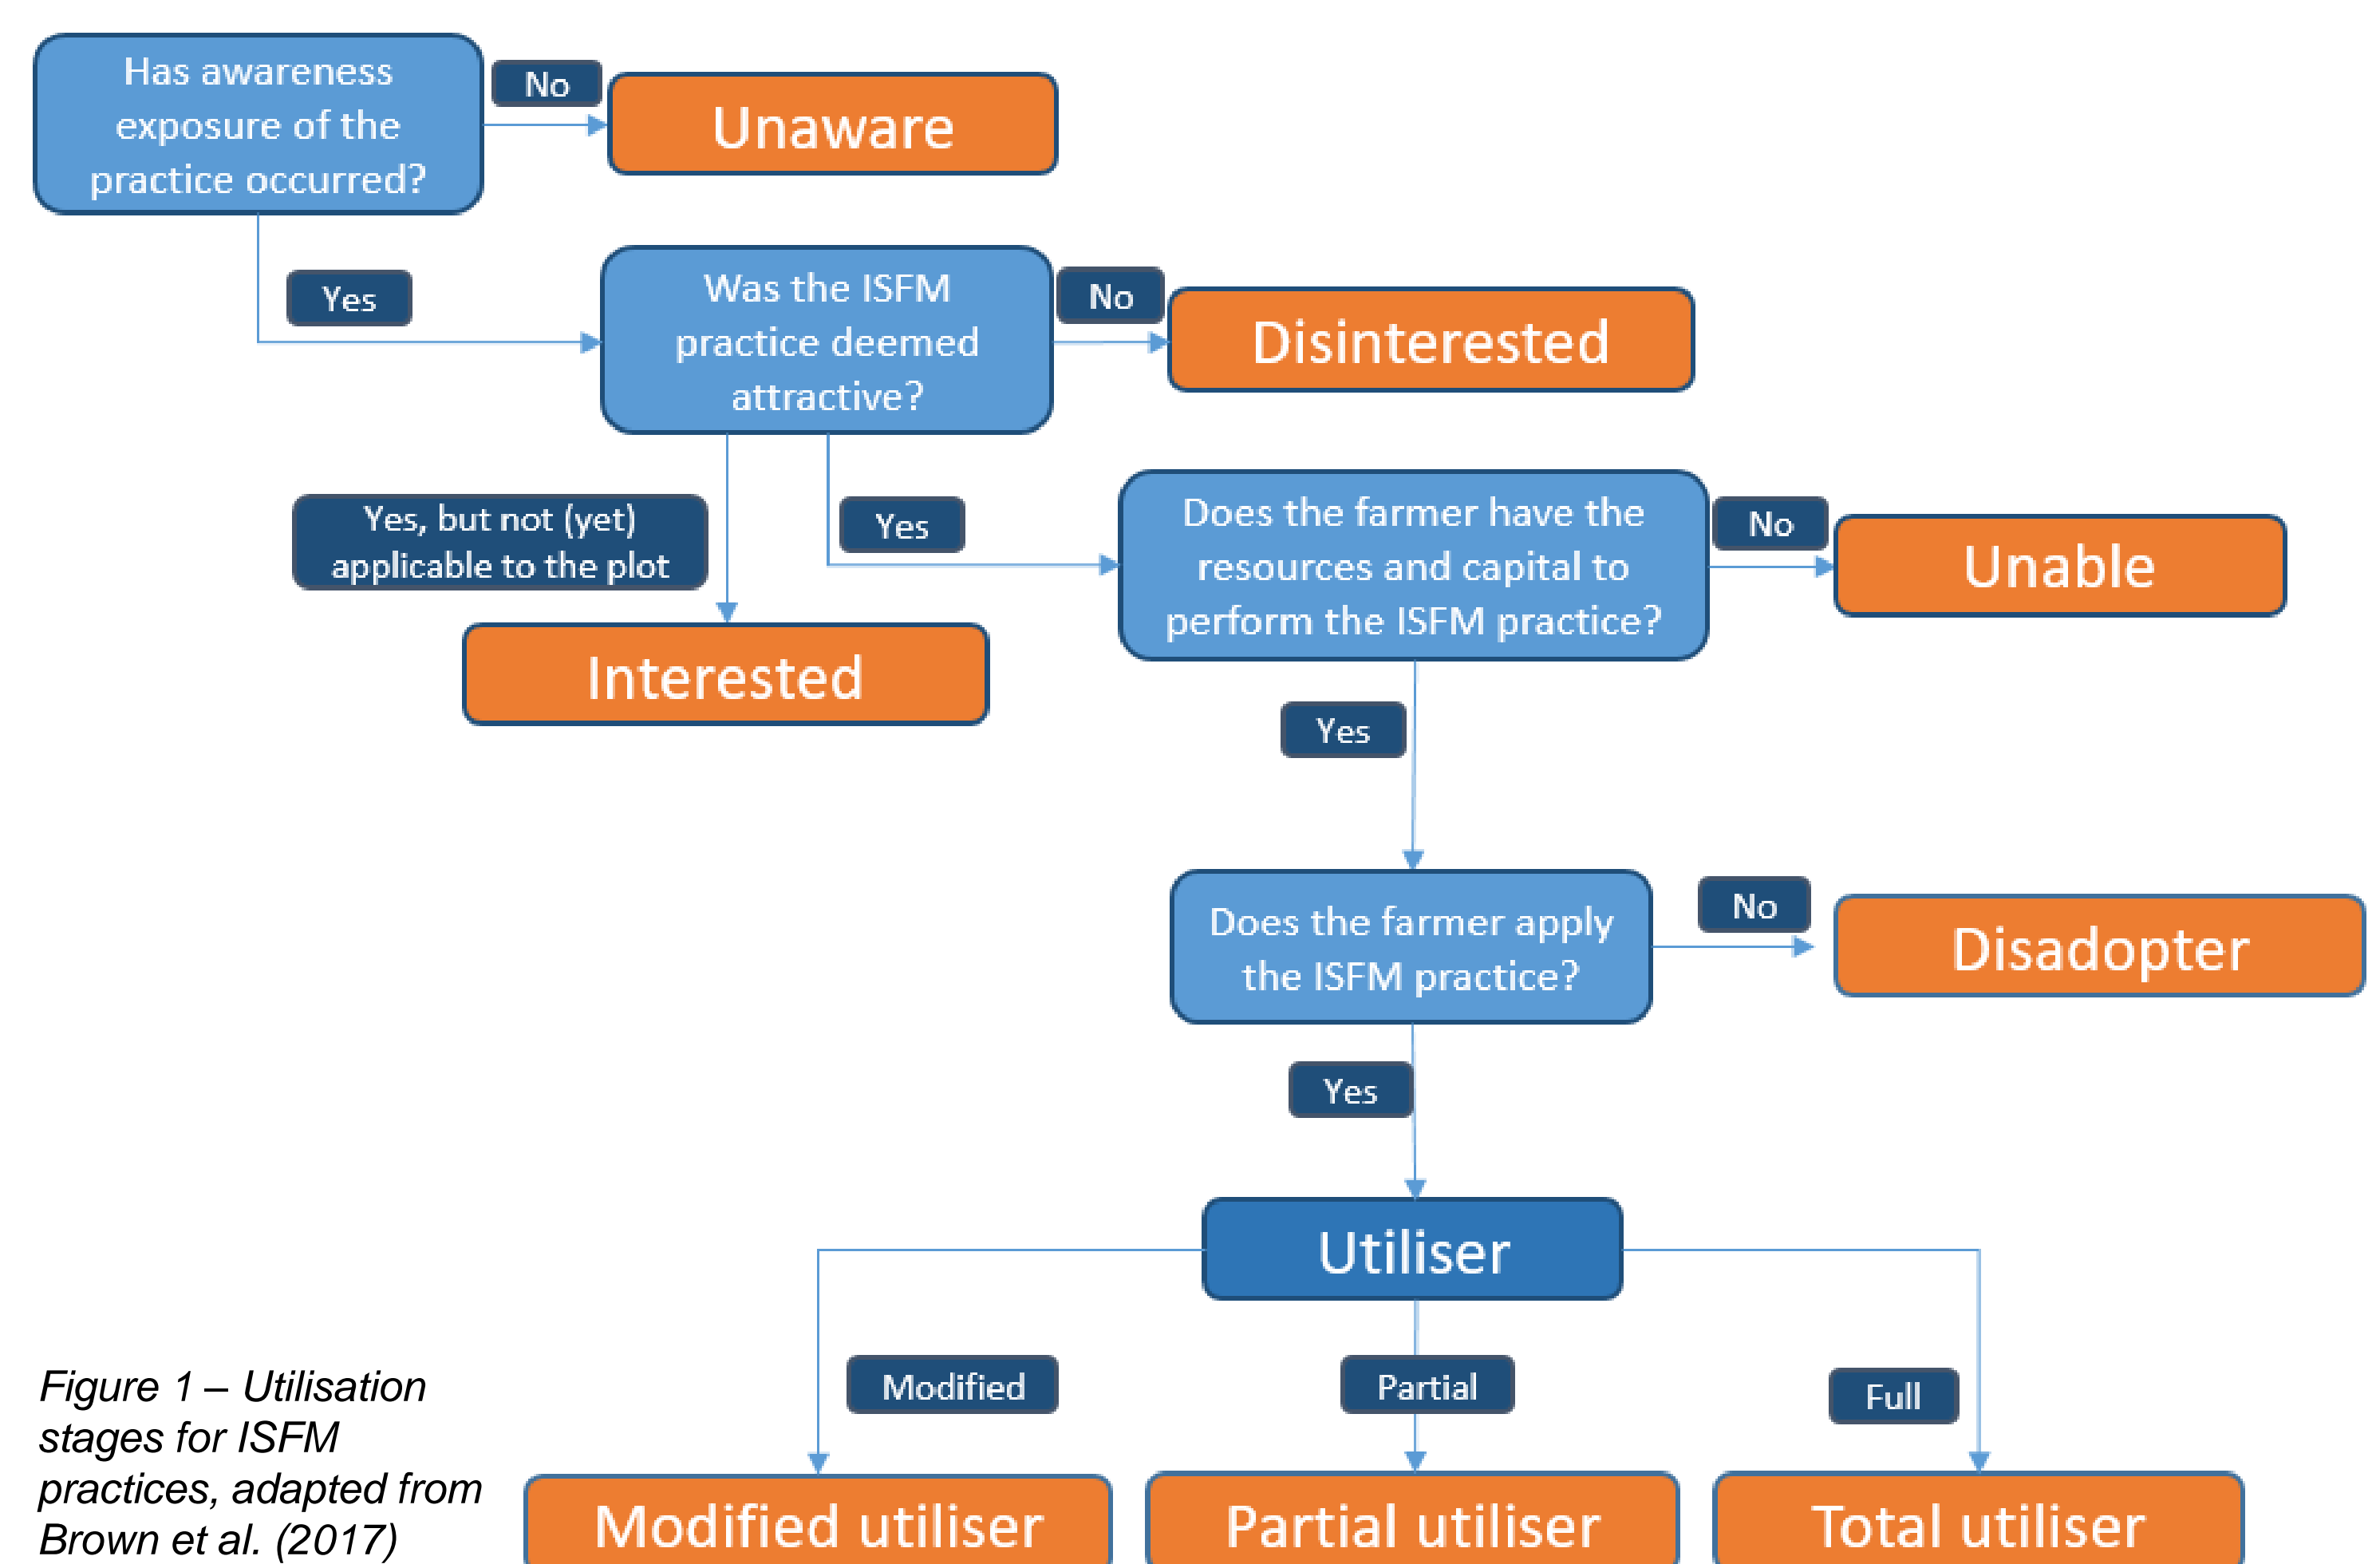 Has awareness
exposure of the
practice occurred?
No
Unaware
Yes
Was the ISFM
practice deemed
attractive?
No
Disinterested
Yes, but not (yet)
applicable to the plot
Yes
Does the farmer have the
resources and capital to
perform the ISFM practice?
No
Unable
Interested
Yes
Does the farmer apply
the ISFM practice?
No
Disadopter
Yes
Utiliser
Modified
Partial
Full
Modified utiliser
Partial utiliser
Total utiliser
Figure 1 – Utilisation
stages for ISFM
practices, adapted from
Brown et al. (2017)